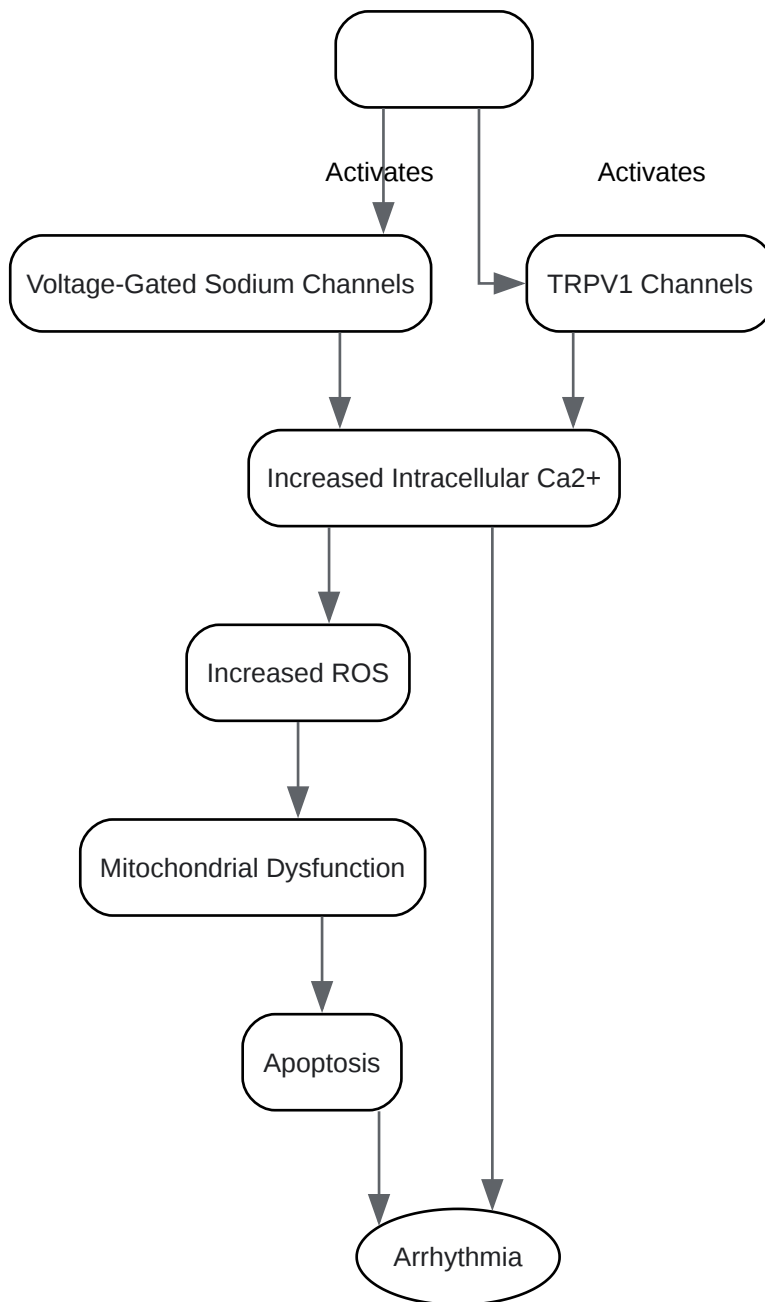 Activates
Activates
Voltage-Gated Sodium Channels
TRPV1 Channels
Increased Intracellular Ca2+
Increased ROS
Mitochondrial Dysfunction
Apoptosis
Arrhythmia